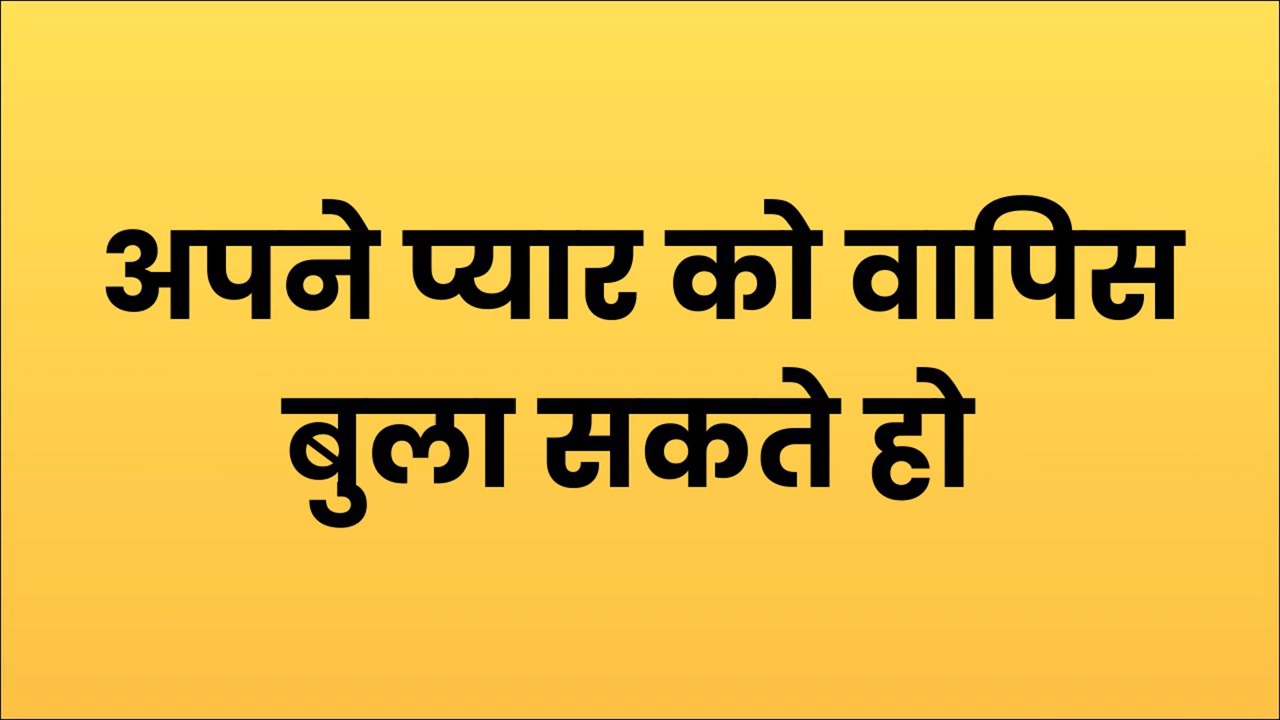 अपने प्यार को वापिस
बुला सकते हो